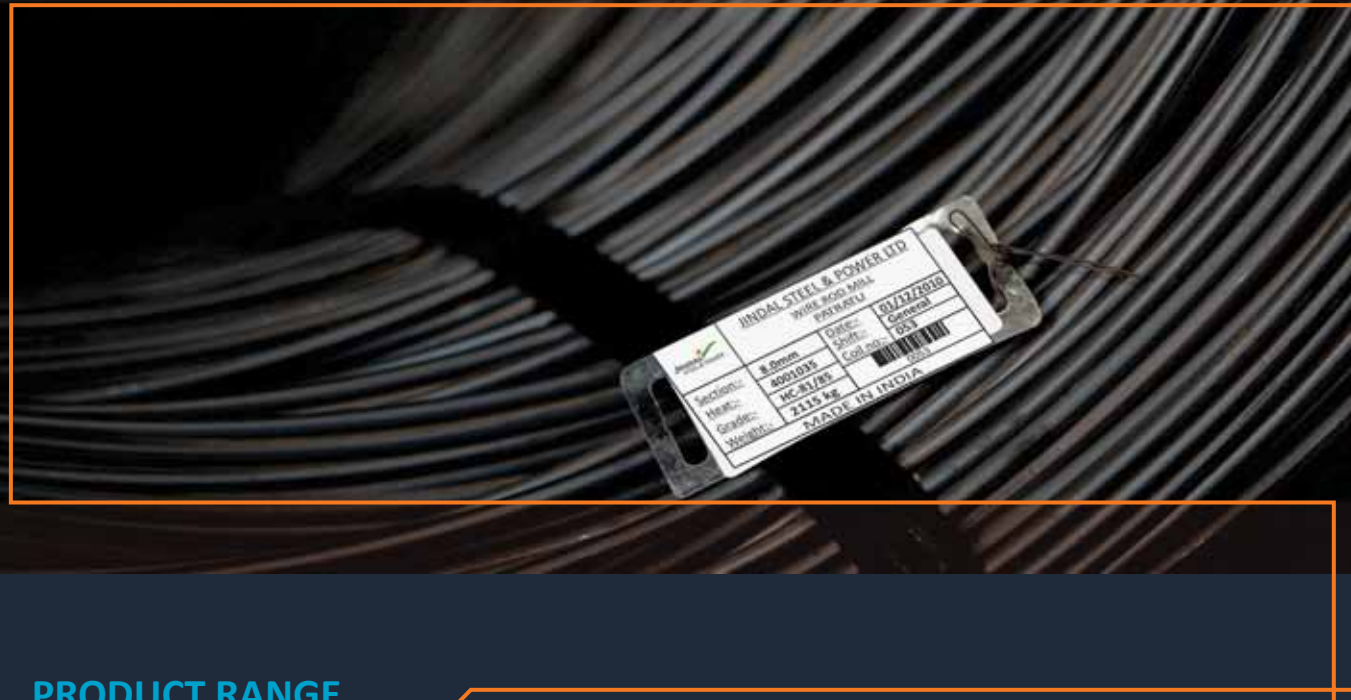 JINDAL STEEL & POWER LTD
WIRE ROD MILL
PATRATU
Section:- 8.0mm Date:- 01/12/2010
Heat:- 4001035 Shift:- General
Grade:- HC-81/85 Coil no:- 053
Weight:- 2115 kg 0053
MADE IN INDIA
PRODUCT RANGE